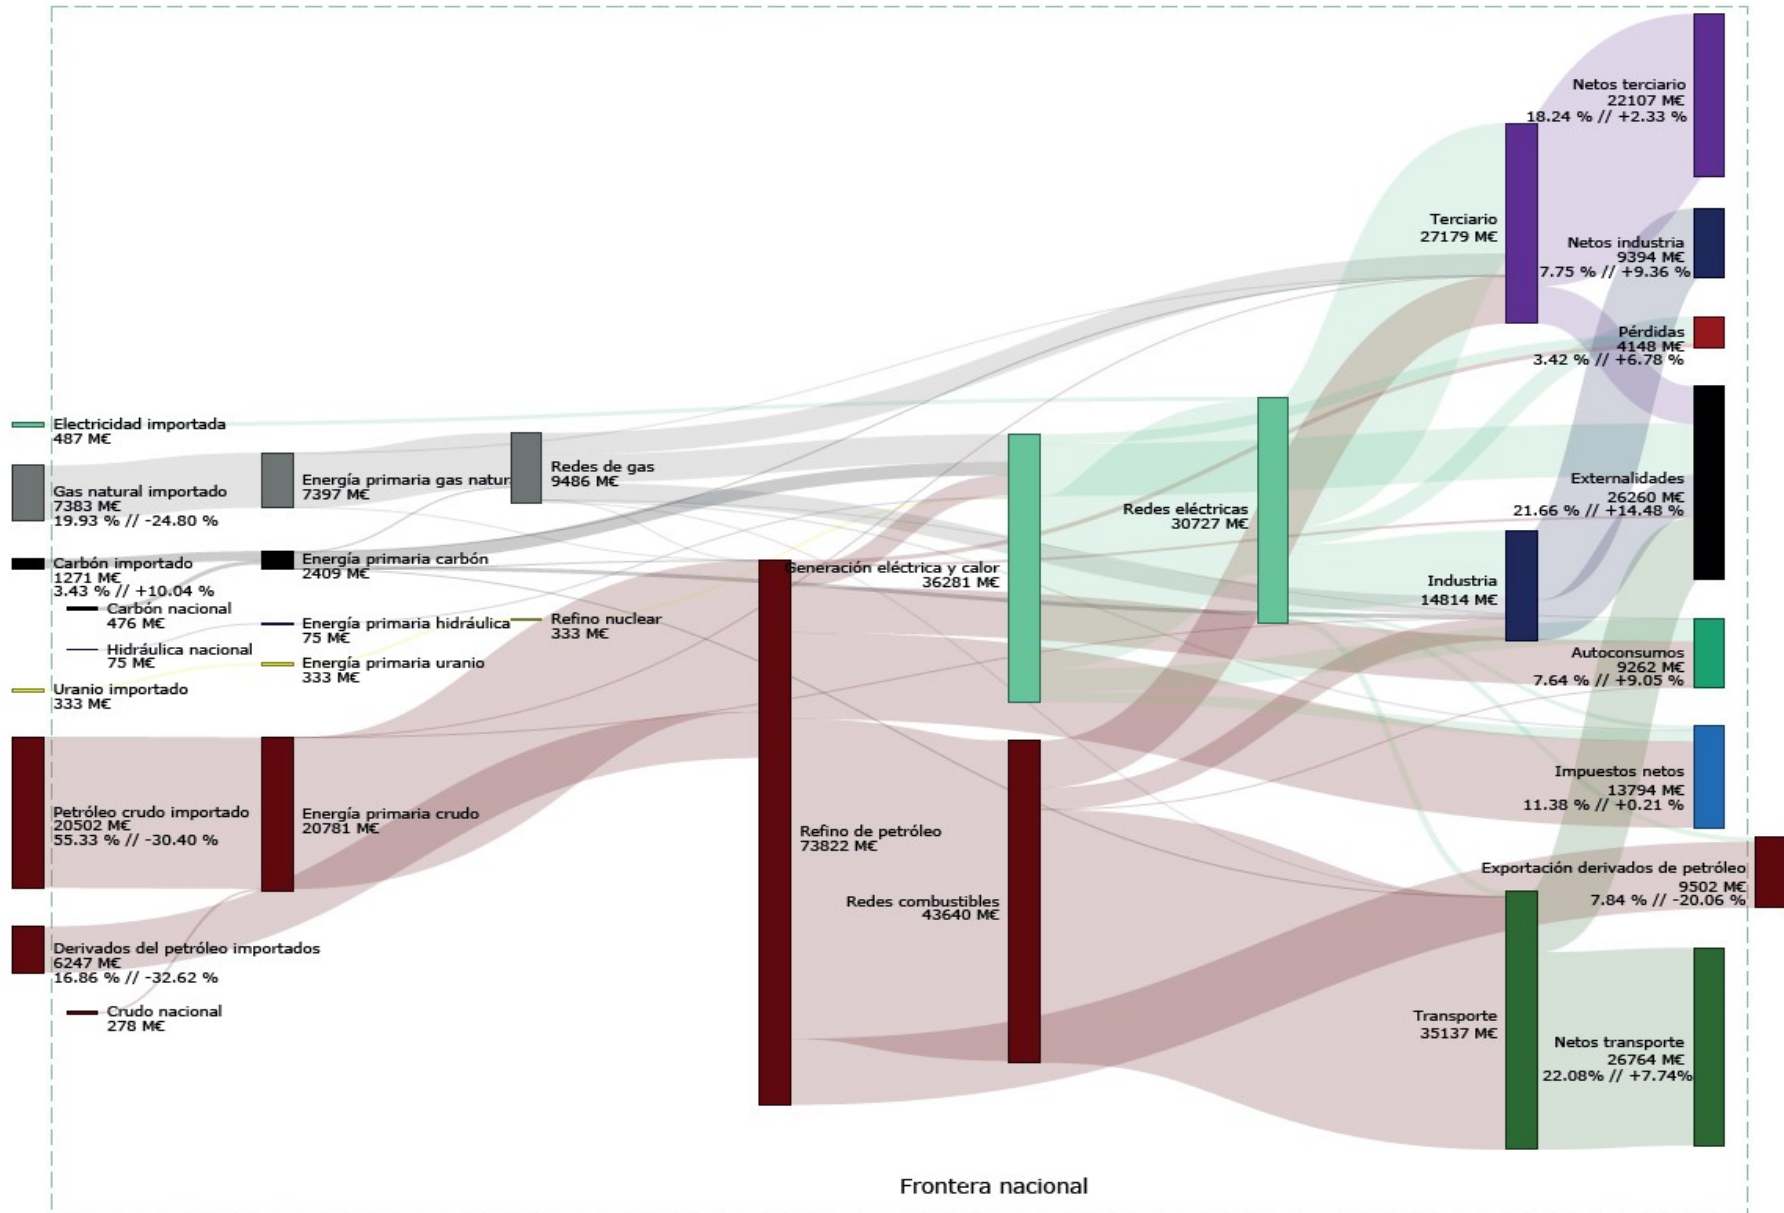 Electricidad importada
487 M€
Gas natural importado
7383 M€
19.93 % // -24.80 %
Carbón importado
1271 M€
3.43 % // +10.04 %
Carbón nacional
476 M€
Hidráulica nacional
75 M€
Uranio importado
333 M€
Petróleo crudo importado
20502 M€
55.33 % // -30.40 %
Derivados del petróleo importados
6247 M€
16.86 % // -32.62 %
Crudo nacional
278 M€
Energía primaria gas natur
7397 M€
Energía primaria carbón
2409 M€
Energía primaria hidráulica
75 M€
Energía primaria uranio
333 M€
Energía primaria crudo
20781 M€
Redes de gas
9486 M€
Refino nuclear
333 M€
Refino de petróleo
73822 M€
Generación eléctrica y calor
36281 M€
Redes combustibles
43640 M€
Redes eléctricas
30727 M€
Terciario
27179 M€
Industria
14814 M€
Transporte
35137 M€
Netos terciario
22107 M€
18.24 % // +2.33 %
Netos industria
9394 M€
7.75 % // +9.36 %
Pérdidas
4148 M€
3.42 % // +6.78 %
Externalidades
26260 M€
21.66 % // +14.48 %
Autoconsumos
9262 M€
7.64 % // +9.05 %
Impuestos netos
13794 M€
11.38 % // +0.21 %
Exportación derivados de petróleo
9502 M€
7.84 % // -20.06 %
Netos transporte
26764 M€
22.08% // +7.74%
Frontera nacional